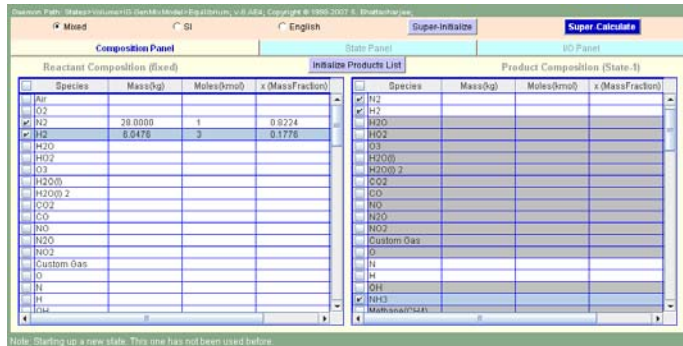 Daemon Path: States>Volume>IG-GenMixModel>Equilibrium; v-8.AE4; Copyright © 1998-2007 S. Bhattacharjee;
Mixed SI English Super-Initialize Super-Calculate
Composition Panel State Panel I/O Panel
Reactant Composition (fixed) Initialize Products List Product Composition (State-1)
Species Mass(kg) Moles(kmol) x (MassFraction) Species Mass(kg) Moles(kmol) x (MassFraction)
Air N2
O2 H2
N2 28.0000 1 0.8224 H2O
H2 6.0476 3 0.1776 HO2
H2O O3
HO2 H2O(l)
O3 H2O(l) 2
H2O(l) CO2
H2O(l) 2 CO
CO2 NO
CO N2O
NO NO2
N2O Custom Gas
NO2 O
Custom Gas N
O H
N OH
H NH3
OH Methane(CH4)
Note: Starting up a new state. This one has not been used before.